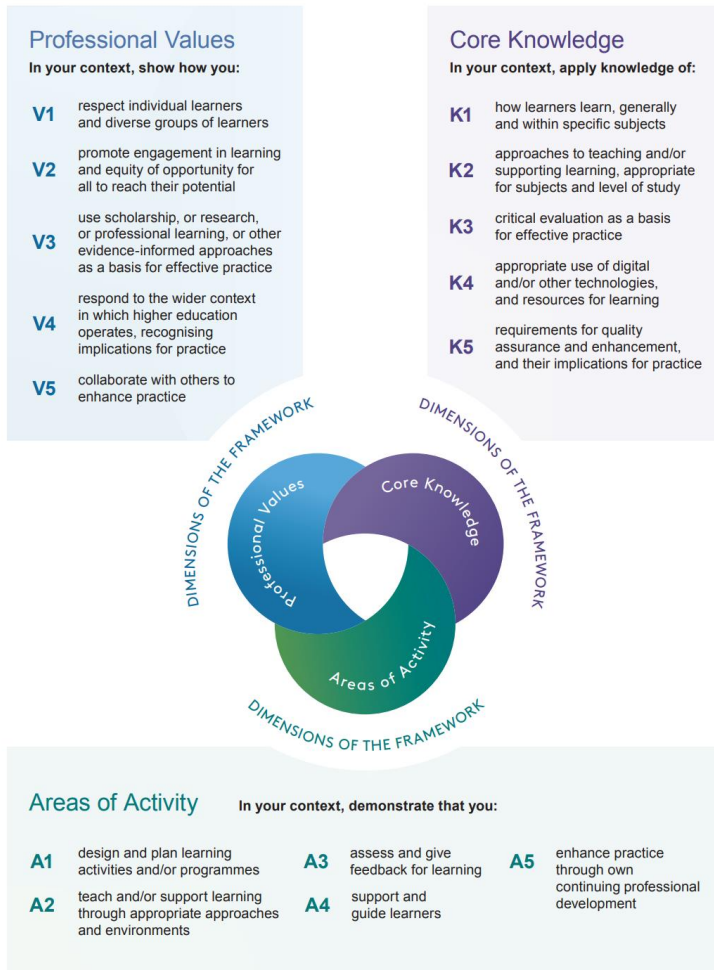 Professional Values
In your context, show how you:
V1 respect individual learners
and diverse groups of learners
V2 promote engagement in learning
and equity of opportunity for
all to reach their potential
V3 use scholarship, or research,
or professional learning, or other
evidence-informed approaches
as a basis for effective practice
V4 respond to the wider context
in which higher education
operates, recognising
implications for practice
V5 collaborate with others to
enhance practice
Core Knowledge
In your context, apply knowledge of:
K1 how learners learn, generally
and within specific subjects
K2 approaches to teaching and/or
supporting learning, appropriate
for subjects and level of study
K3 critical evaluation as a basis
for effective practice
K4 appropriate use of digital
and/or other technologies,
and resources for learning
K5 requirements for quality
assurance and enhancement,
and their implications for practice
DIMENSIONS OF THE FRAMEWORK
DIMENSIONS OF THE FRAMEWORK
Professional Values
Core Knowledge
Areas of Activity
DIMENSIONS OF THE FRAMEWORK
Areas of Activity
In your context, demonstrate that you:
A1 design and plan learning
activities and/or programmes
A2 teach and/or support learning
through appropriate approaches
and environments
A3 assess and give
feedback for learning
A4 support and
guide learners
A5 enhance practice
through own
continuing professional
development